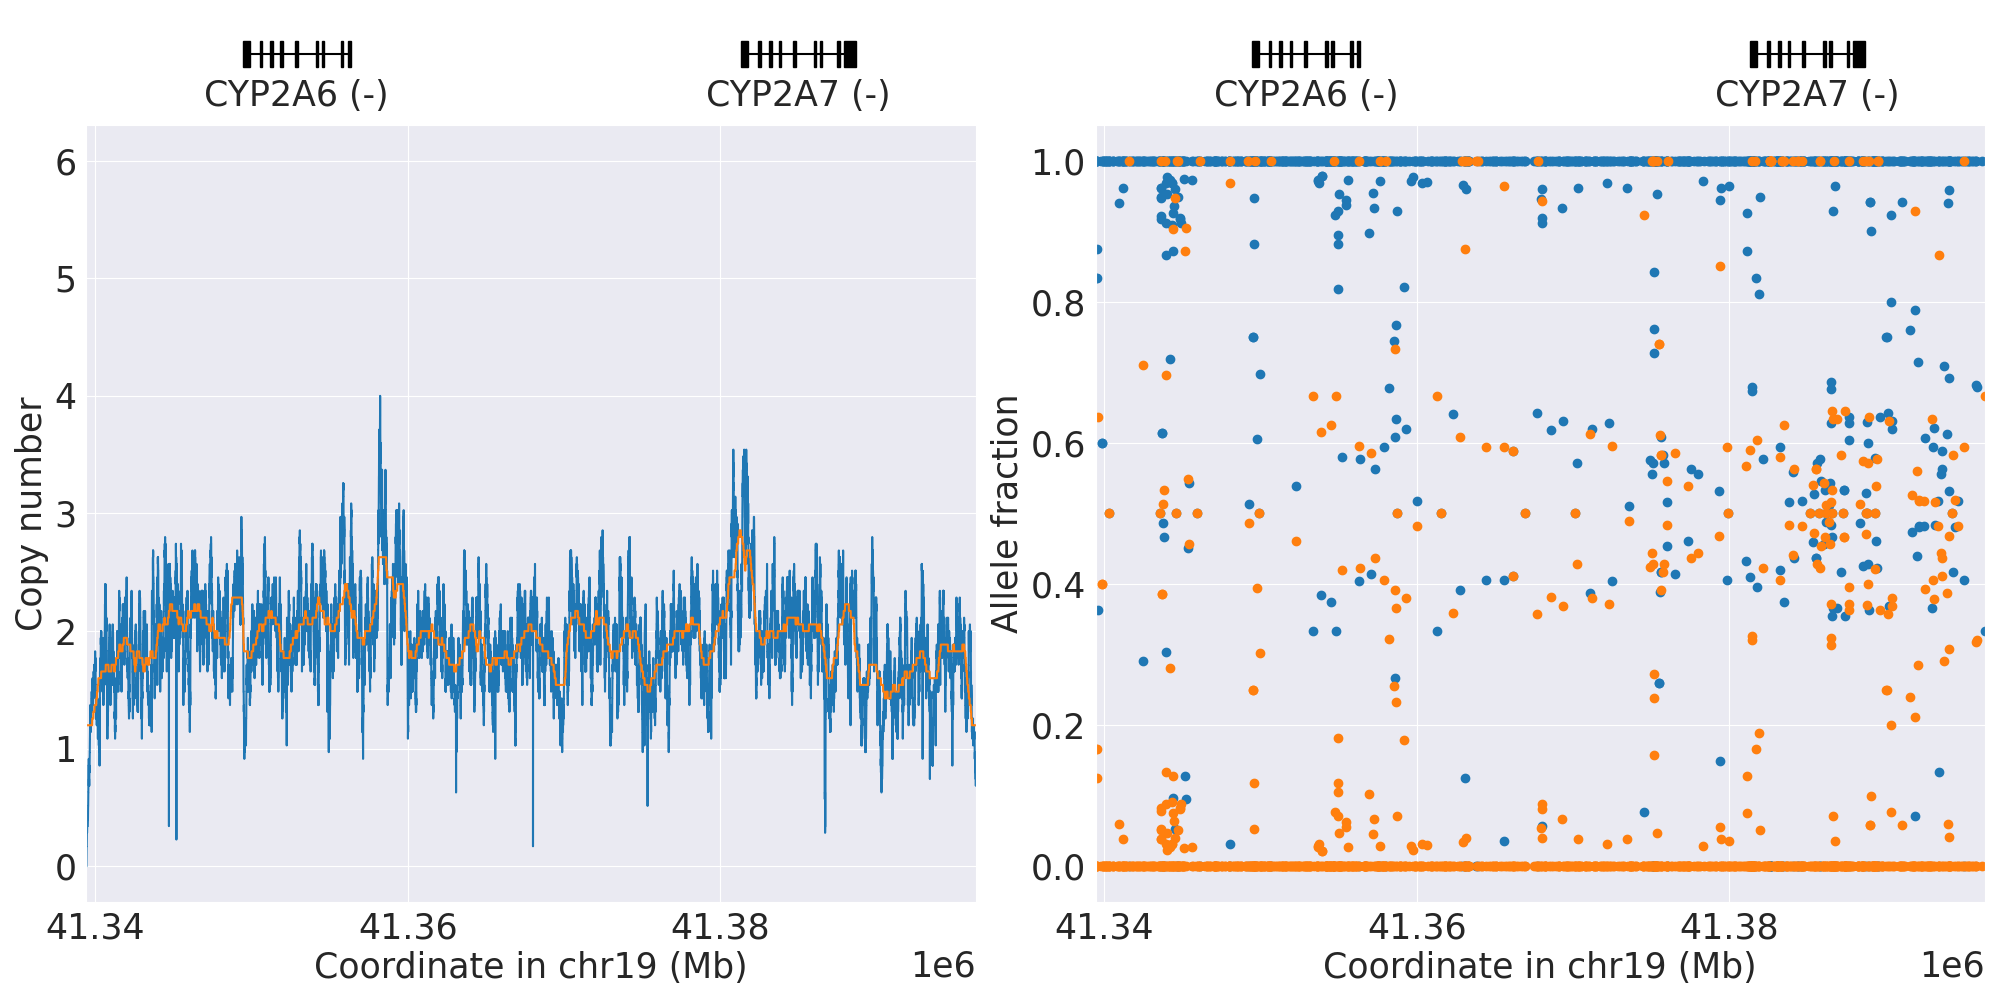 CYP2A6 (-) CYP2A7 (-)
CYP2A6 (-) CYP2A7 (-)
Copy number
6
5
4
3
2
1
0
41.34 41.36 41.38
Coordinate in chr19 (Mb) 1e6
Allele fraction
1.0
0.8
0.6
0.4
0.2
0.0
41.34 41.36 41.38
Coordinate in chr19 (Mb) 1e6